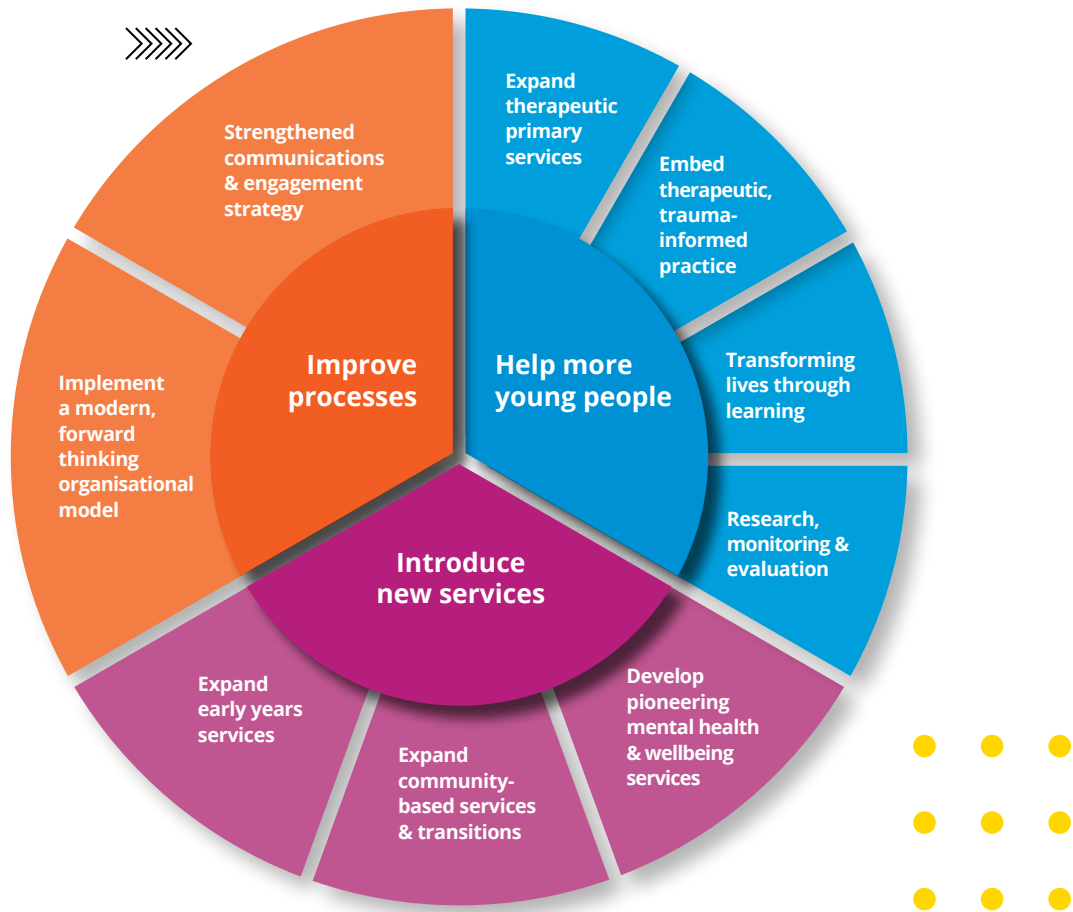 Strengthened
communications
& engagement
strategy
Expand
therapeutic
primary
services
Embed
therapeutic,
trauma-
informed
practice
Improve
processes
Help more
young people
Transforming
lives through
learning
Implement
a modern,
forward
thinking
organisational
model
Research,
monitoring &
evaluation
Introduce
new services
Expand
early years
services
Expand
community-
based services
& transitions
Develop
pioneering
mental health
& wellbeing
services